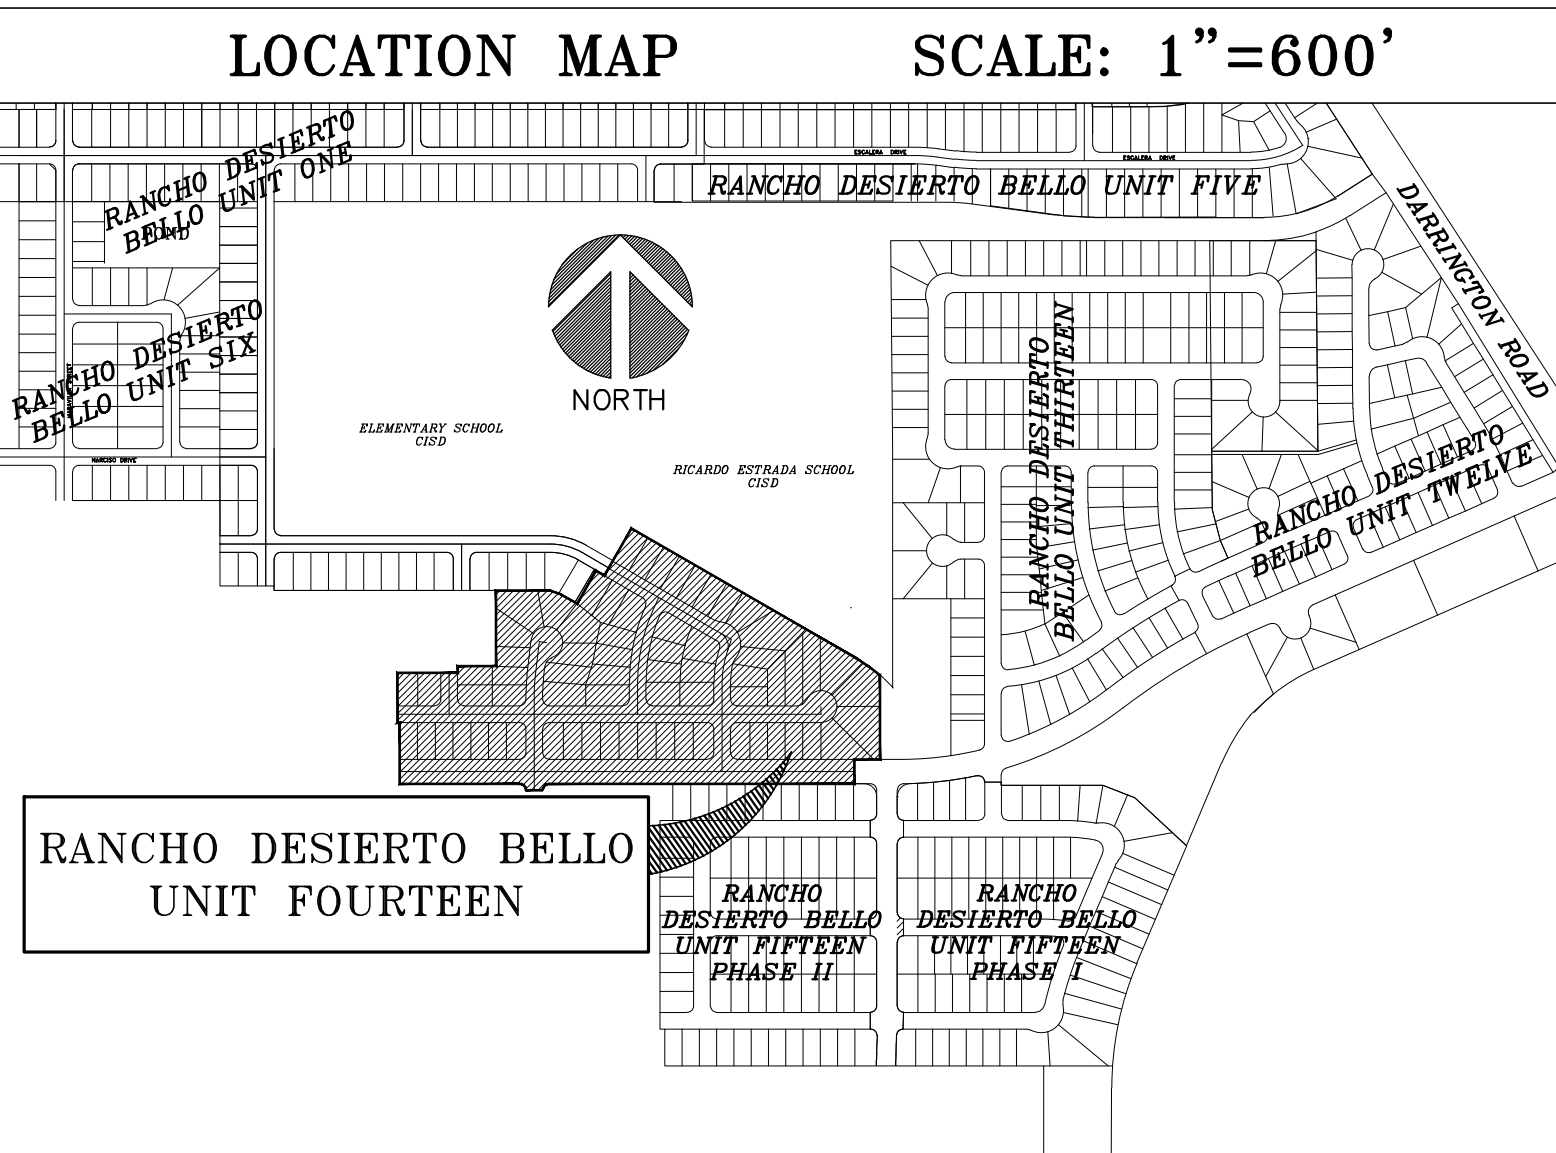 LOCATION MAP SCALE: 1”=600’
ESCALERA DRIVE
ESCALERA DRIVE
RANCHO DESIERTO
BELLO UNIT ONE
POND
RANCHO DESIERTO BELLO UNIT FIVE
DARRINGTON ROAD
NORTH
RANCHO DESIERTO
BELLO UNIT SIX
RANCHO DESIERTO
BELLO UNIT THIRTEEN
ELEMENTARY SCHOOL
CISD
RICARDO ESTRADA SCHOOL
CISD
NARCISO DRIVE
RANCHO DESIERTO
BELLO UNIT TWELVE
RANCHO DESIERTO BELLO
UNIT FOURTEEN
RANCHO
DESIERTO BELLO
UNIT FIFTEEN
PHASE II
RANCHO
DESIERTO BELLO
UNIT FIFTEEN
PHASE I